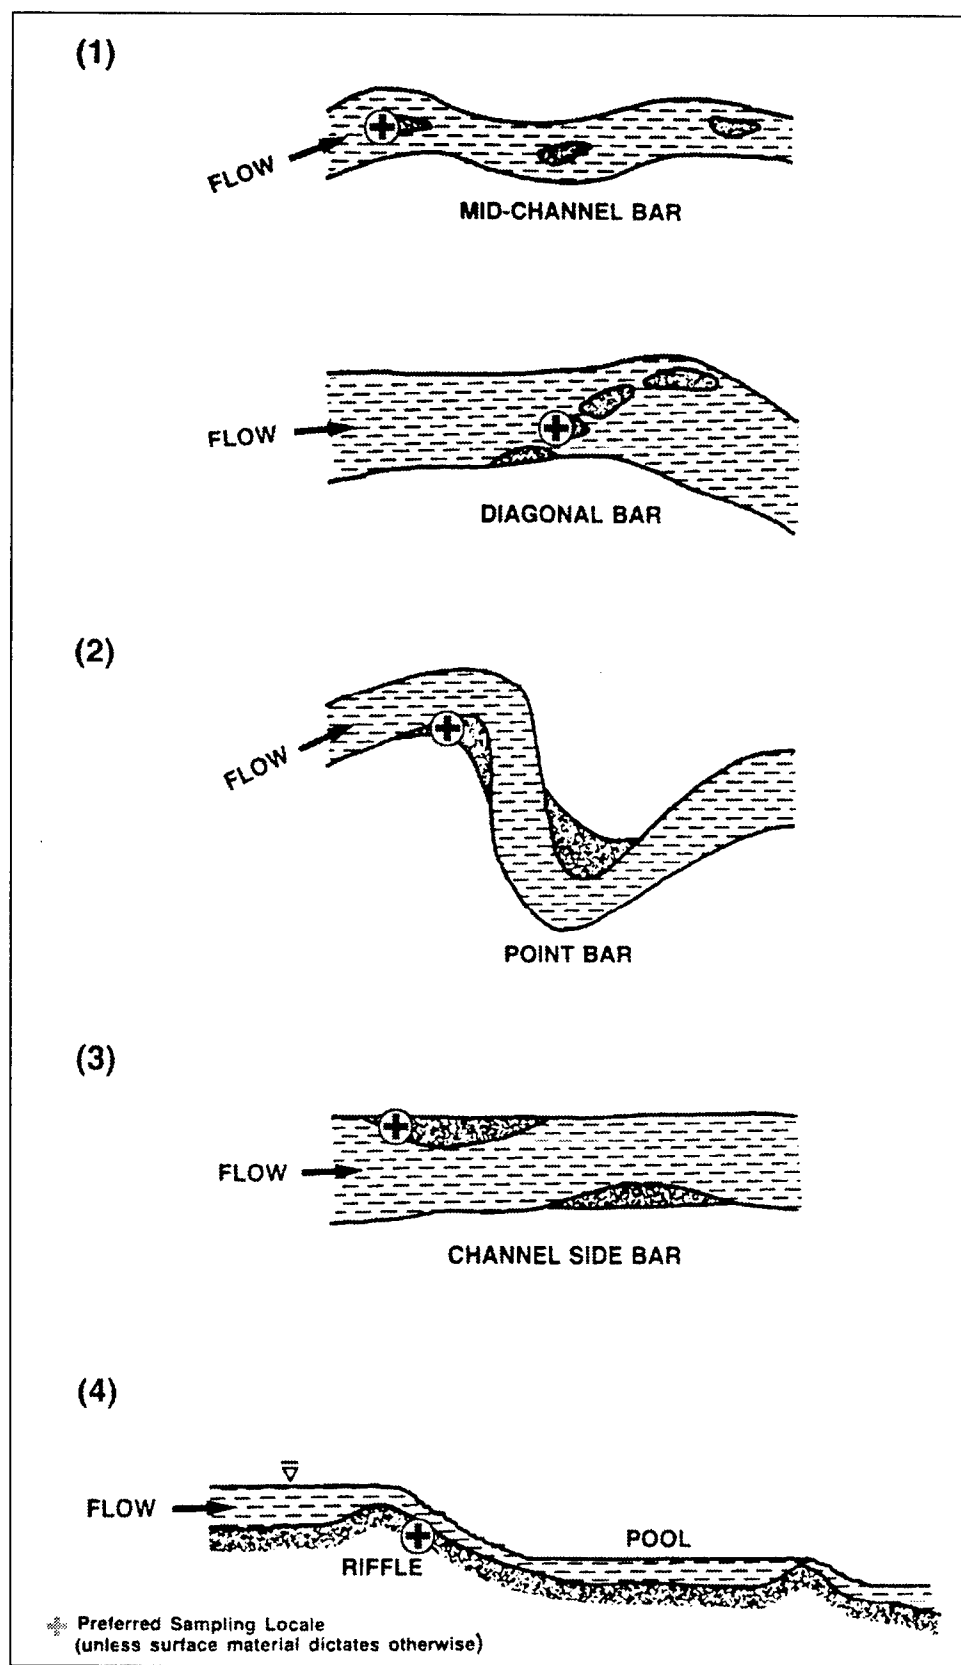 (1)
FLOW
MID-CHANNEL BAR
FLOW
DIAGONAL BAR
(2)
FLOW
POINT BAR
(3)
FLOW
CHANNEL SIDE BAR
(4)
FLOW
POOL
RIFFLE
Preferred Sampling Locale
(unless surface material dictates otherwise)